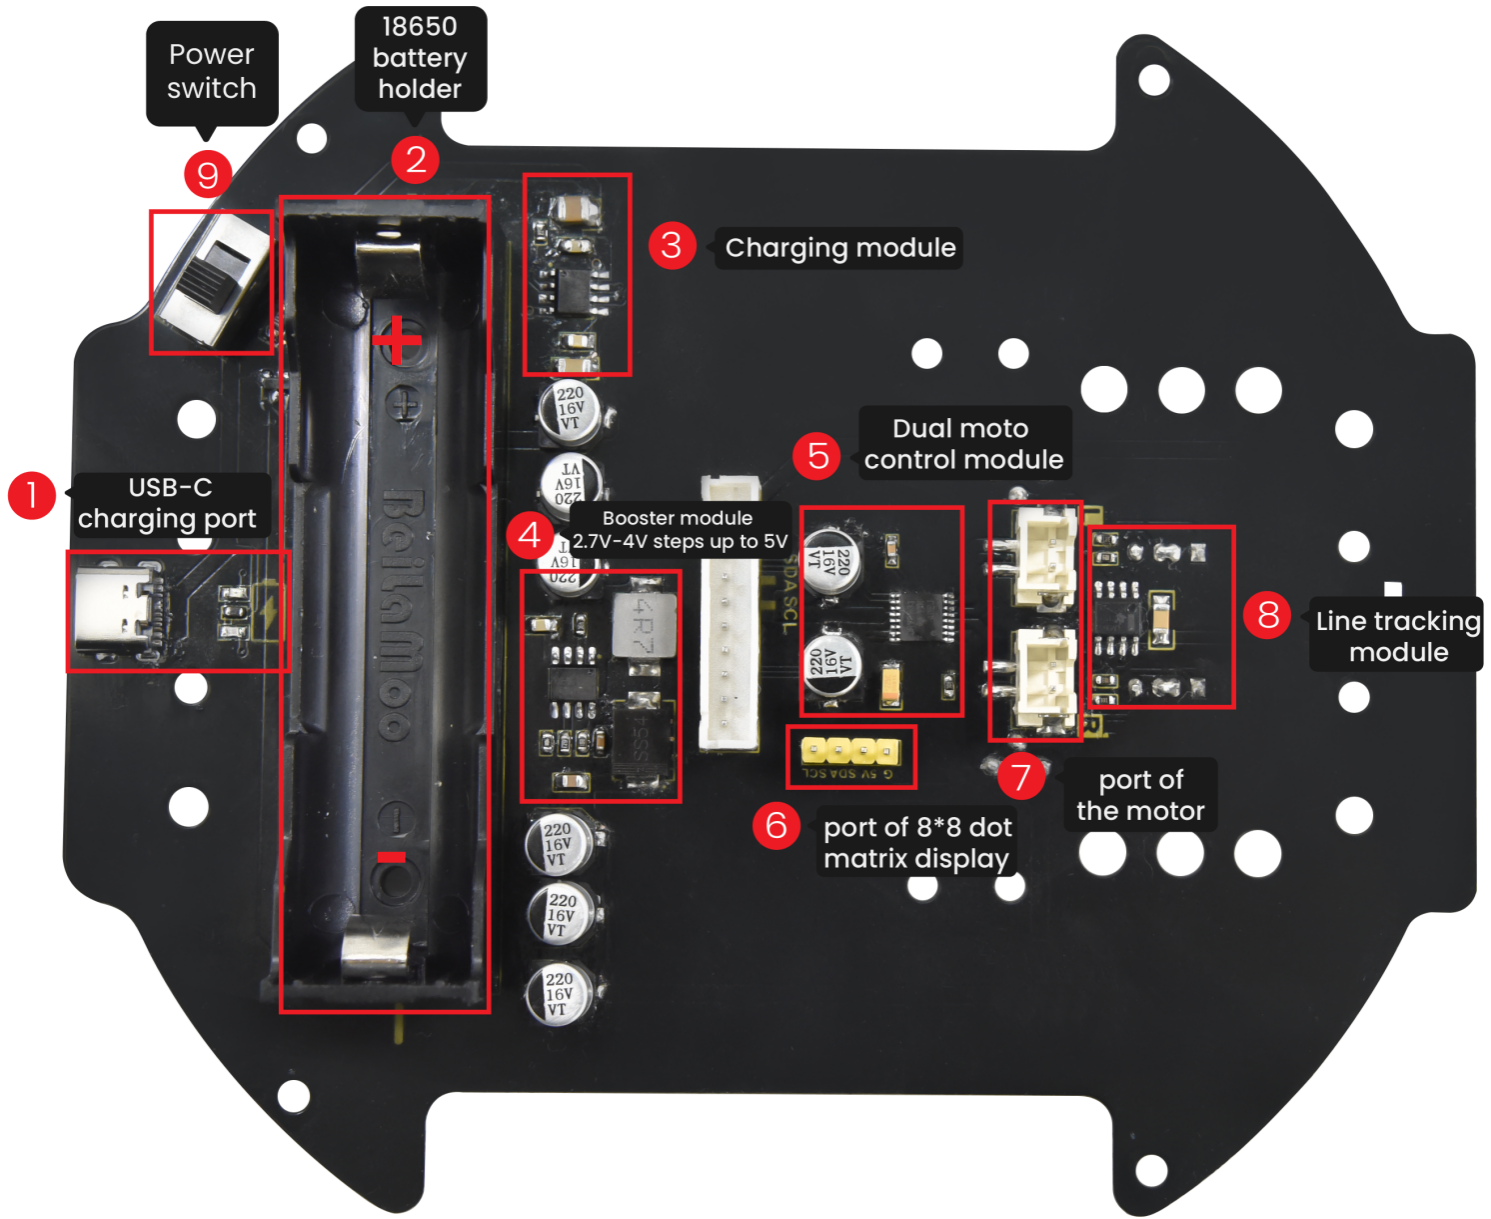 Power
switch
9
18650
battery
holder
2
3
Charging module
+
+
220
16V
VT
220
16V
VT
1
USB-C
charging port
5
Dual moto
control module
4
Booster module
2.7V-4V steps up to 5V
16V
220
VT
SDA SCL
220
16V
VT
220
16V
VT
4R7
SS54
BeilaMoo
8
Line tracking
module
G 5V SDA SCL
6
port of 8*8 dot
matrix display
7
port of
the motor
R
-
-
220
16V
VT
220
16V
VT
220
16V
VT